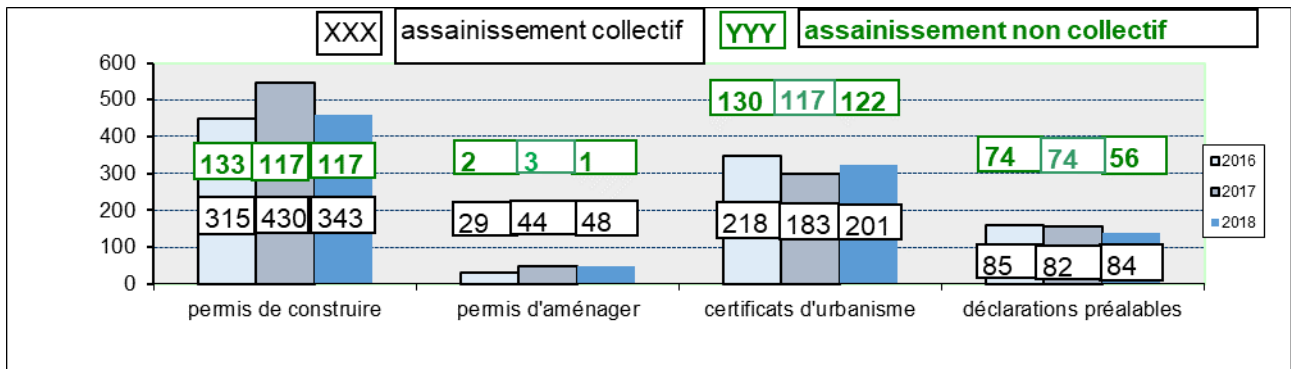 XXX assainissement collectif YYY assainissement non collectif
600
500
130 117 122
400
133 117 117 2 3 1 74 74 56
300
2016
2017
2018
315 430 343 29 44 48 218 183 201
200
100
85 82 84
0
permis de construire permis d'aménager certificats d'urbanisme déclarations préalables